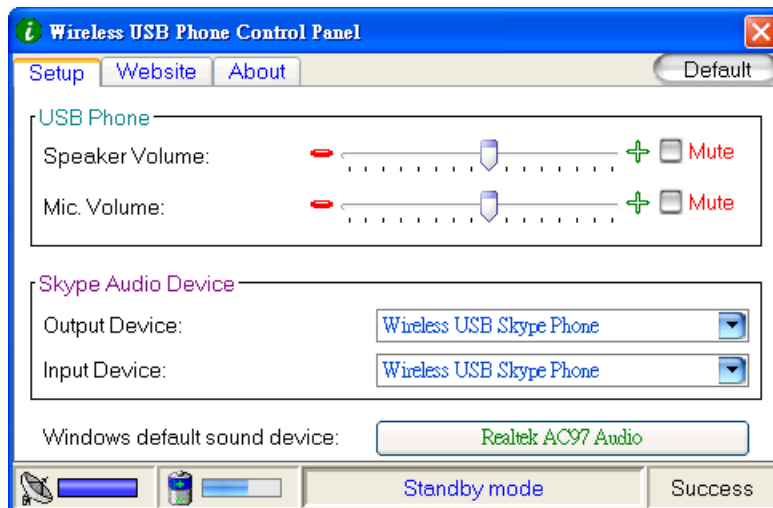 Wireless USB Phone Control Panel
Setup Website About Default
USB Phone
Speaker Volume: Mute
Mic. Volume: Mute
Skype Audio Device
Output Device: Wireless USB Skype Phone
Input Device: Wireless USB Skype Phone
Windows default sound device: Realtek AC97 Audio
Standby mode Success